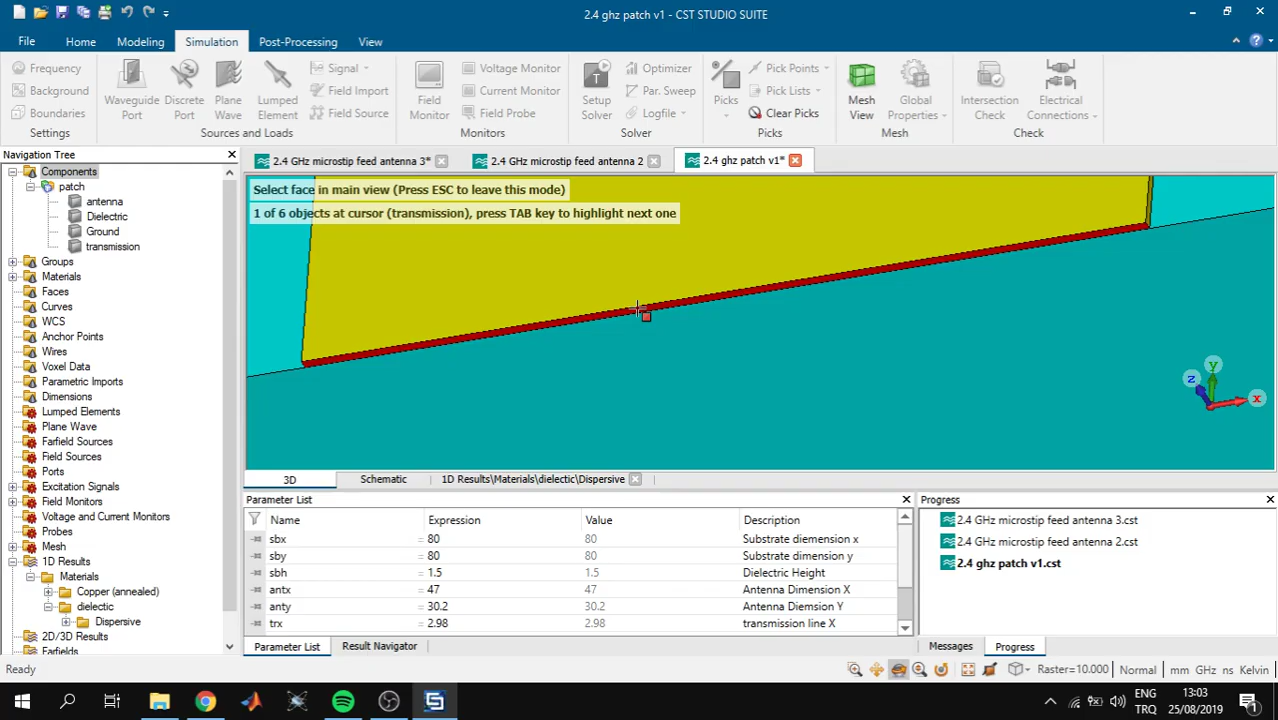 2.4 ghz patch v1 - CST STUDIO SUITE
File Home Modeling Simulation Post-Processing View
Frequency
Background
Boundaries
Settings
Waveguide Port
Discrete Port
Plane Wave
Lumped Element
Signal
Field Import
Field Source
Sources and Loads
Field Monitor
Voltage Monitor
Current Monitor
Field Probe
Monitors
Setup Solver
Optimizer
Par. Sweep
Logfile
Solver
Picks
Pick Points
Pick Lists
Clear Picks
Picks
Mesh View
Global Properties
Mesh
Intersection Check
Electrical Connections
Check
Navigation Tree
2.4 GHz microstip feed antenna 3*
2.4 GHz microstip feed antenna 2
2.4 ghz patch v1*
Components
patch
antenna
Dielectric
Ground
transmission
Groups
Materials
Faces
Curves
WCS
Anchor Points
Wires
Voxel Data
Parametric Imports
Dimensions
Lumped Elements
Plane Wave
Farfield Sources
Field Sources
Ports
Excitation Signals
Field Monitors
Voltage and Current Monitors
Probes
Mesh
1D Results
Materials
Copper (annealed)
dielectic
Dispersive
2D/3D Results
Farfields
Select face in main view (Press ESC to leave this mode)
1 of 6 objects at cursor (transmission), press TAB key to highlight next one
y
z
x
3D Schematic 1D Results\Materials\dielectic\Dispersive
Parameter List
Name Expression Value Description
sbx = 80 80 Substrate diemension x
sby = 80 80 Substrate dimension y
sbh = 1.5 1.5 Dielectric Height
antx = 47 47 Antenna Dimension X
anty = 30.2 30.2 Antenna Diemsion Y
trx = 2.98 2.98 transmission line X
Parameter List Result Navigator
Progress
2.4 GHz microstip feed antenna 3.cst
2.4 GHz microstip feed antenna 2.cst
2.4 ghz patch v1.cst
Messages Progress
Ready
Raster=10.000 Normal mm GHz ns Kelvin
ENG
TRQ
13:03
25/08/2019